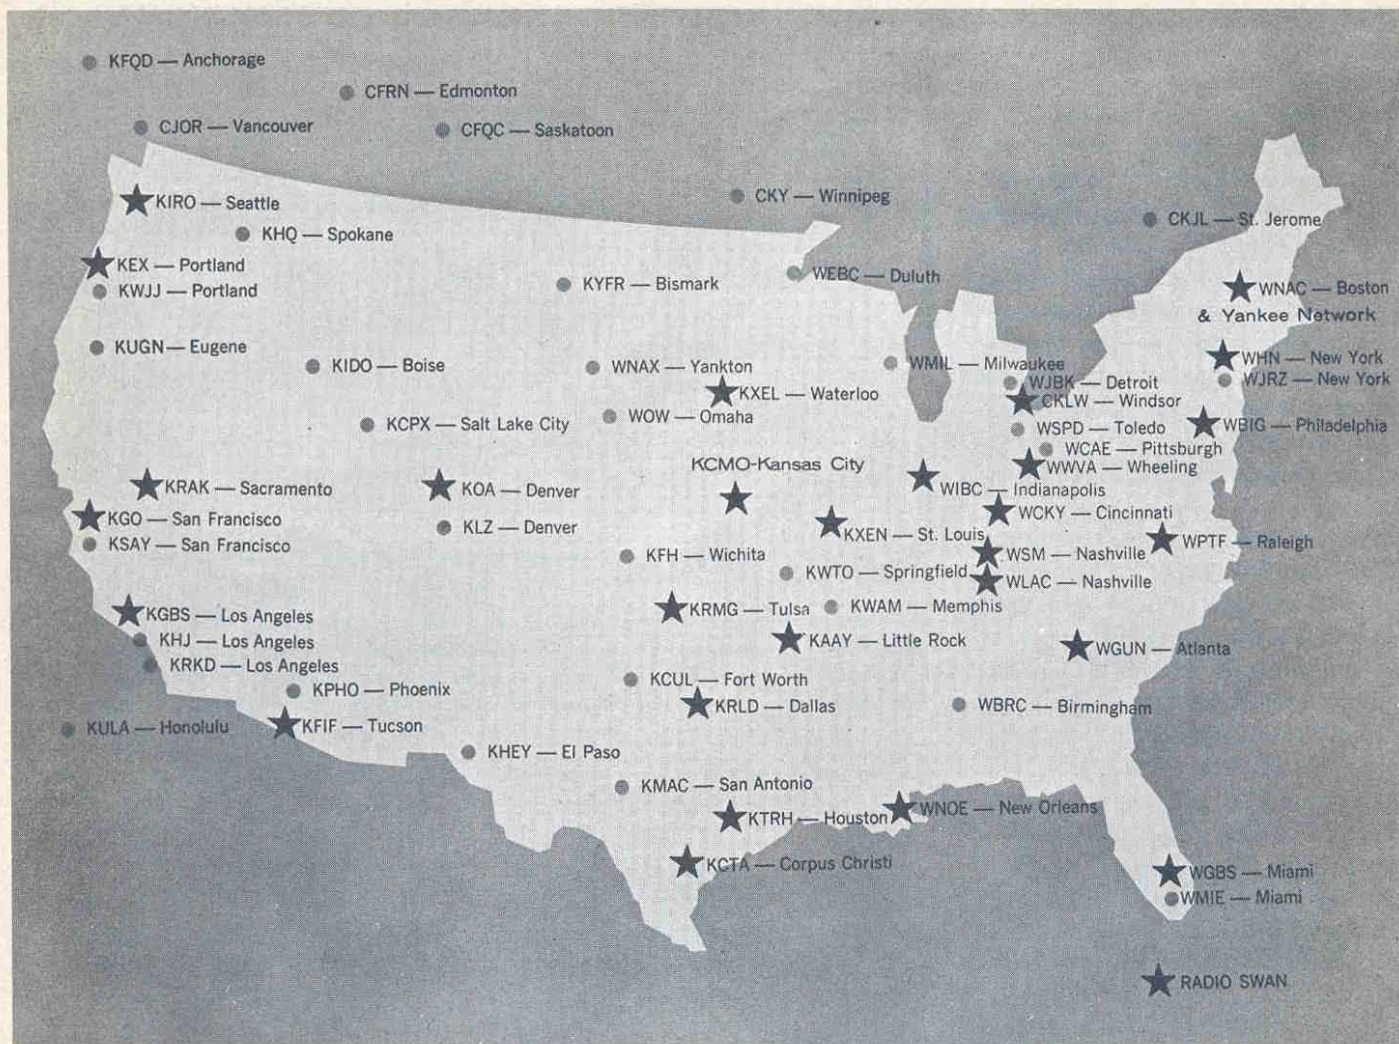 KFQD — Anchorage
CFRN — Edmonton
CJOR — Vancouver
CFQC — Saskatoon
CKY — Winnipeg
KIRO — Seattle
CKJL — St. Jerome
KHQ — Spokane
KEX — Portland
WEBC — Duluth
KWJJ — Portland
KYFR — Bismark
WNAC — Boston
& Yankee Network
KUGN — Eugene
WHN — New York
KIDO — Boise
WNAX — Yankton
WMIL — Milwaukee
WJRZ — New York
WJBK — Detroit
KXEL — Waterloo
CKLW — Windsor
WOW — Omaha
KCPX — Salt Lake City
WSPD — Toledo
WBIG — Philadelphia
WCAE — Pittsburgh
KCMO-Kansas City
WWVA — Wheeling
KRAK — Sacramento
KOA — Denver
WIBC — Indianapolis
KGO — San Francisco
KLZ — Denver
WCKY — Cincinnati
KXEN — St. Louis
KSAY — San Francisco
WPTF — Raleigh
KFH — Wichita
WSM — Nashville
KWTO — Springfield
WLAC — Nashville
KGBS — Los Angeles
KRMG — Tulsa
KWAM — Memphis
KHJ — Los Angeles
KAAY — Little Rock
WGUN — Atlanta
KRKD — Los Angeles
KCUL — Fort Worth
KPHO — Phoenix
KRLD — Dallas
WBRC — Birmingham
KULA — Honolulu
KFIF — Tucson
KHEY — El Paso
KMAC — San Antonio
KTRH — Houston
WNOE — New Orleans
KCTA — Corpus Christi
WGBS — Miami
WMIE — Miami
RADIO SWAN